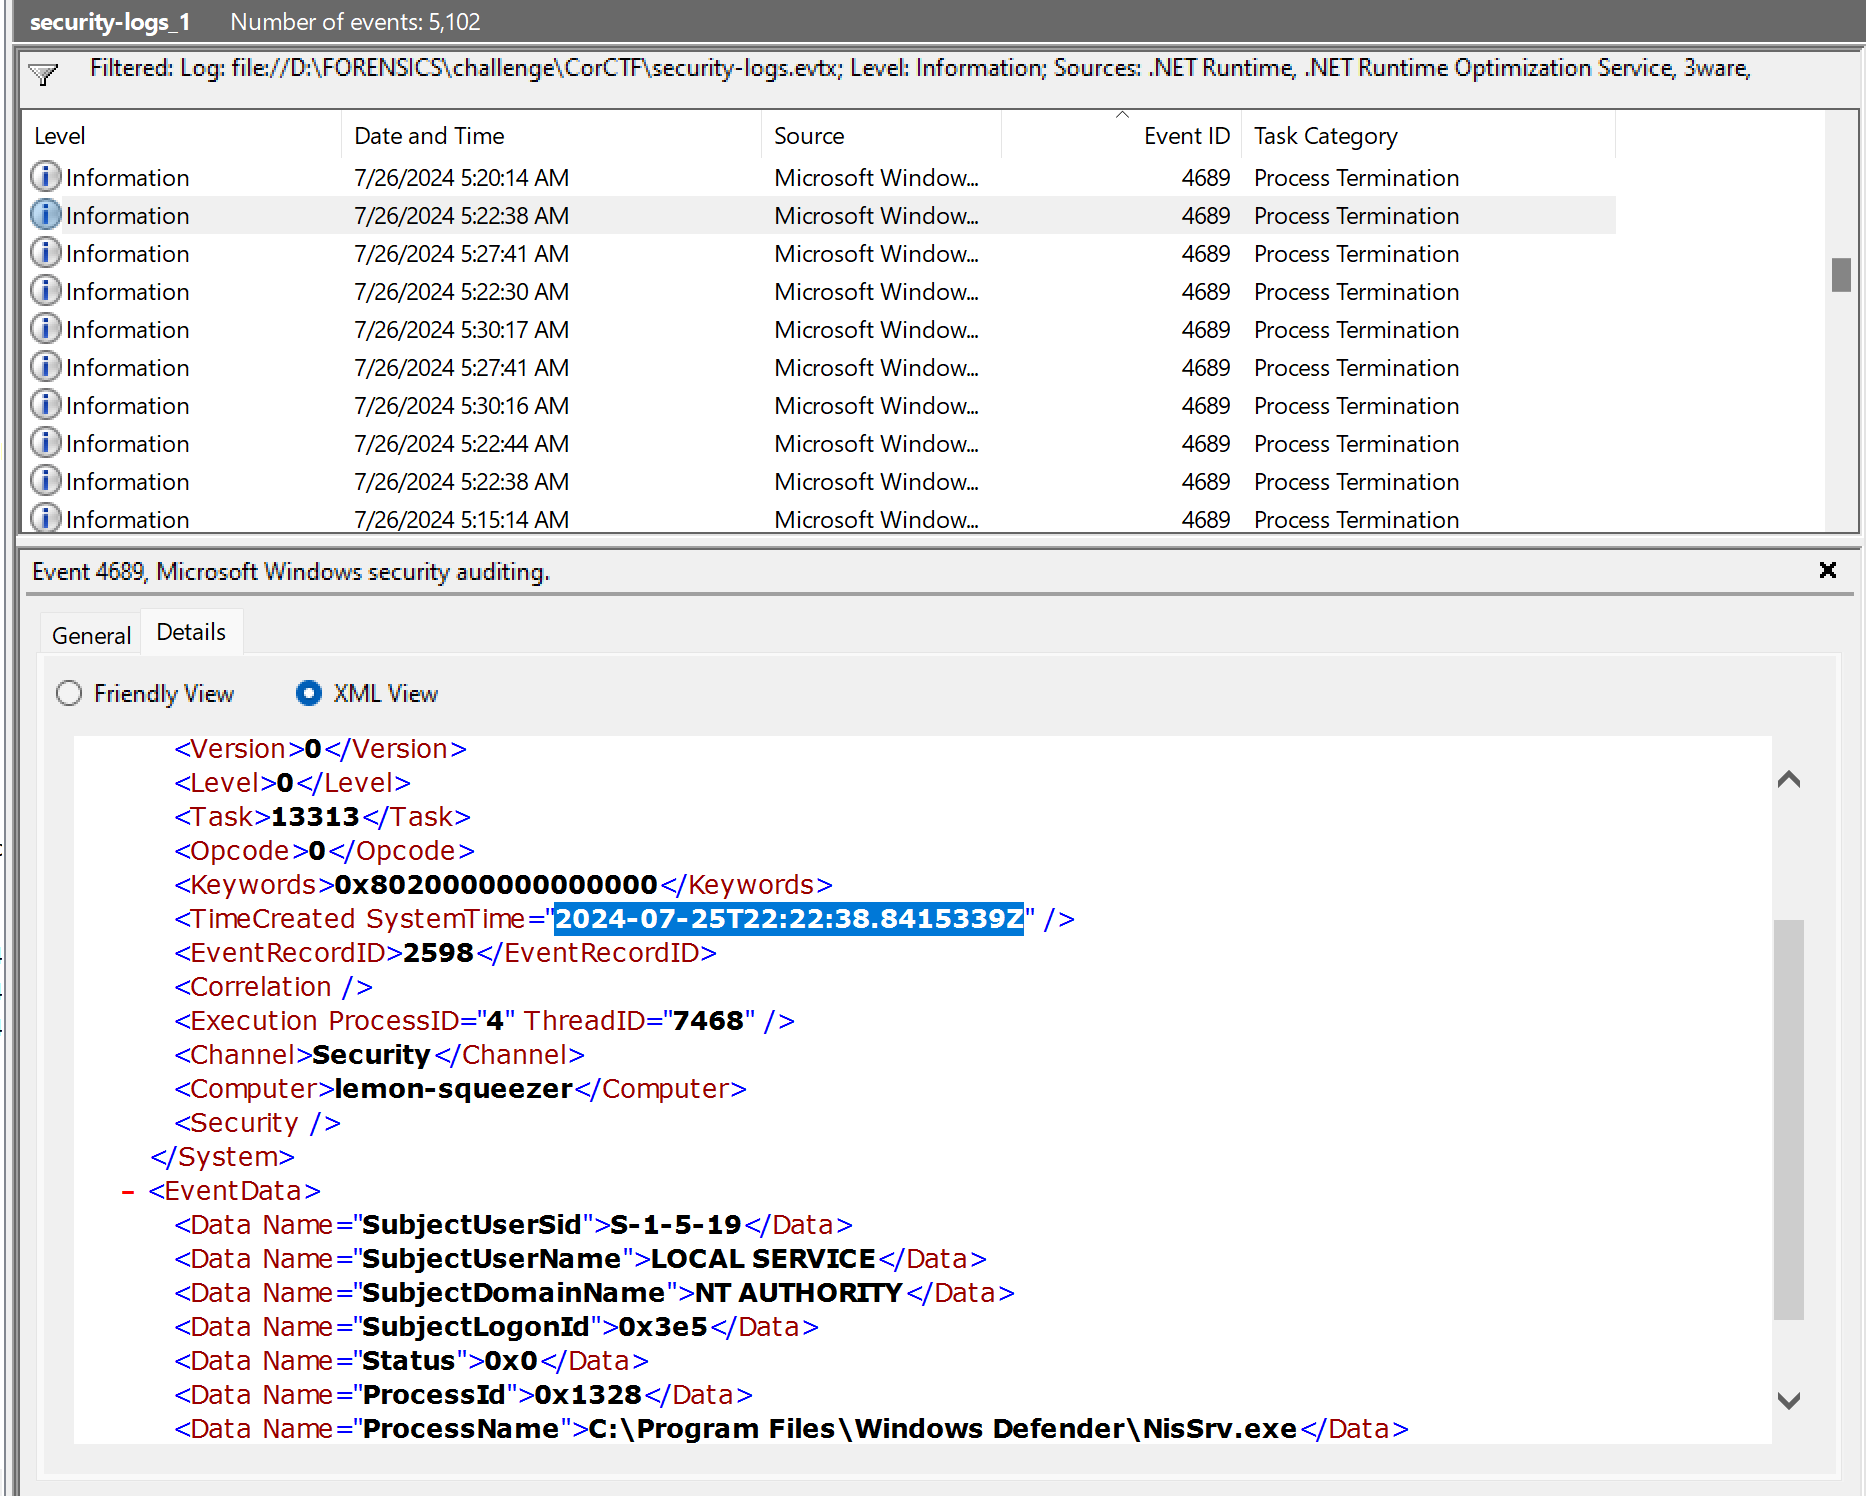 security-logs_1 Number of events: 5,102
Filtered: Log: file://D:\FORENSICS\challenge\CorCTF\security-logs.evtx; Level: Information; Sources: .NET Runtime, .NET Runtime Optimization Service, 3ware,
Level Date and Time Source Event ID Task Category
Information 7/26/2024 5:20:14 AM Microsoft Window... 4689 Process Termination
Information 7/26/2024 5:22:38 AM Microsoft Window... 4689 Process Termination
Information 7/26/2024 5:27:41 AM Microsoft Window... 4689 Process Termination
Information 7/26/2024 5:22:30 AM Microsoft Window... 4689 Process Termination
Information 7/26/2024 5:30:17 AM Microsoft Window... 4689 Process Termination
Information 7/26/2024 5:27:41 AM Microsoft Window... 4689 Process Termination
Information 7/26/2024 5:30:16 AM Microsoft Window... 4689 Process Termination
Information 7/26/2024 5:22:44 AM Microsoft Window... 4689 Process Termination
Information 7/26/2024 5:22:38 AM Microsoft Window... 4689 Process Termination
Information 7/26/2024 5:15:14 AM Microsoft Window... 4689 Process Termination
Event 4689, Microsoft Windows security auditing.
General Details
Friendly View XML View
<Version>0</Version>
<Level>0</Level>
<Task>13313</Task>
<Opcode>0</Opcode>
<Keywords>0x8020000000000000</Keywords>
<TimeCreated SystemTime="2024-07-25T22:22:38.8415339Z" />
<EventRecordID>2598</EventRecordID>
<Correlation />
<Execution ProcessID="4" ThreadID="7468" />
<Channel>Security</Channel>
<Computer>lemon-squeezer</Computer>
<Security />
</System>
- <EventData>
<Data Name="SubjectUserSid">S-1-5-19</Data>
<Data Name="SubjectUserName">LOCAL SERVICE</Data>
<Data Name="SubjectDomainName">NT AUTHORITY</Data>
<Data Name="SubjectLogonId">0x3e5</Data>
<Data Name="Status">0x0</Data>
<Data Name="ProcessId">0x1328</Data>
<Data Name="ProcessName">C:\Program Files\Windows Defender\NisSrv.exe</Data>